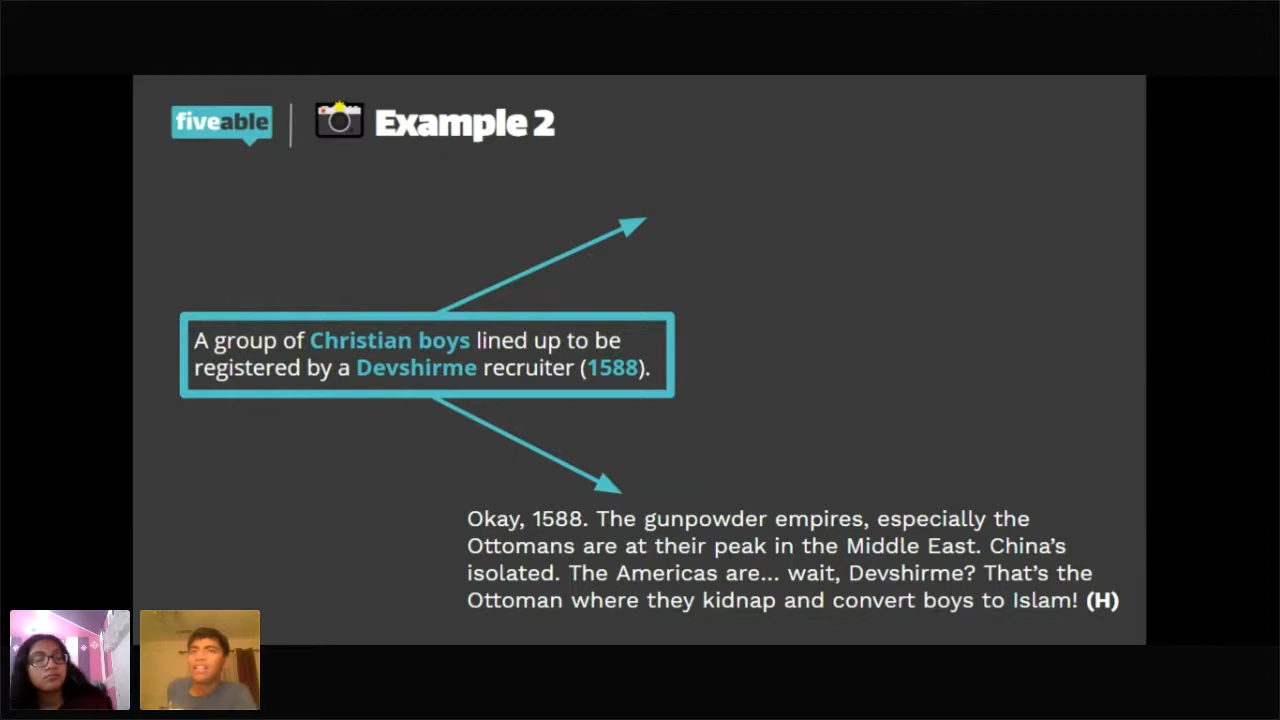 fiveable
Example 2
A group of Christian boys lined up to be
registered by a Devshirme recruiter (1588).
Okay, 1588. The gunpowder empires, especially the
Ottomans are at their peak in the Middle East. China’s
isolated. The Americas are... wait, Devshirme? That’s the
Ottoman where they kidnap and convert boys to Islam! (H)